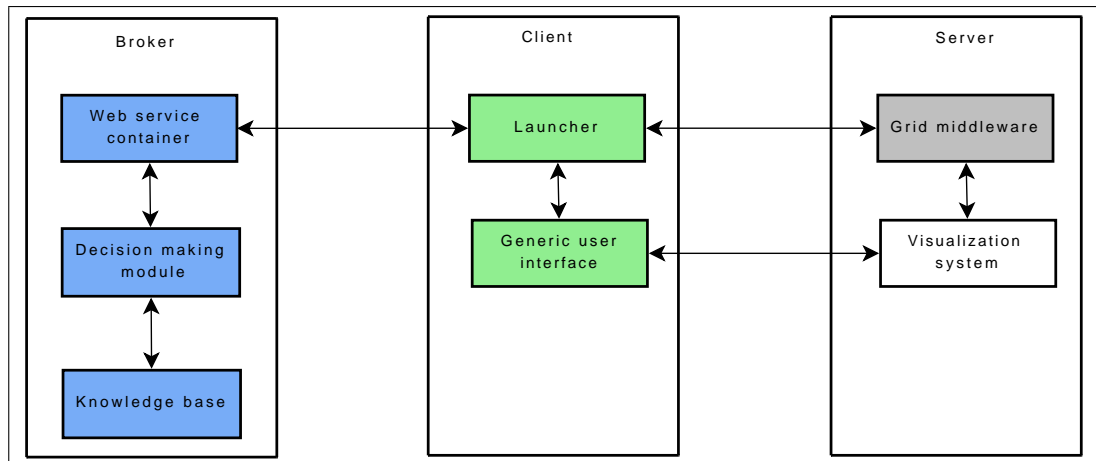 Broker
Web service
container
Decision making
module
Knowledge base
Client
Launcher
Generic user
interface
Server
Grid middleware
Visualization
system